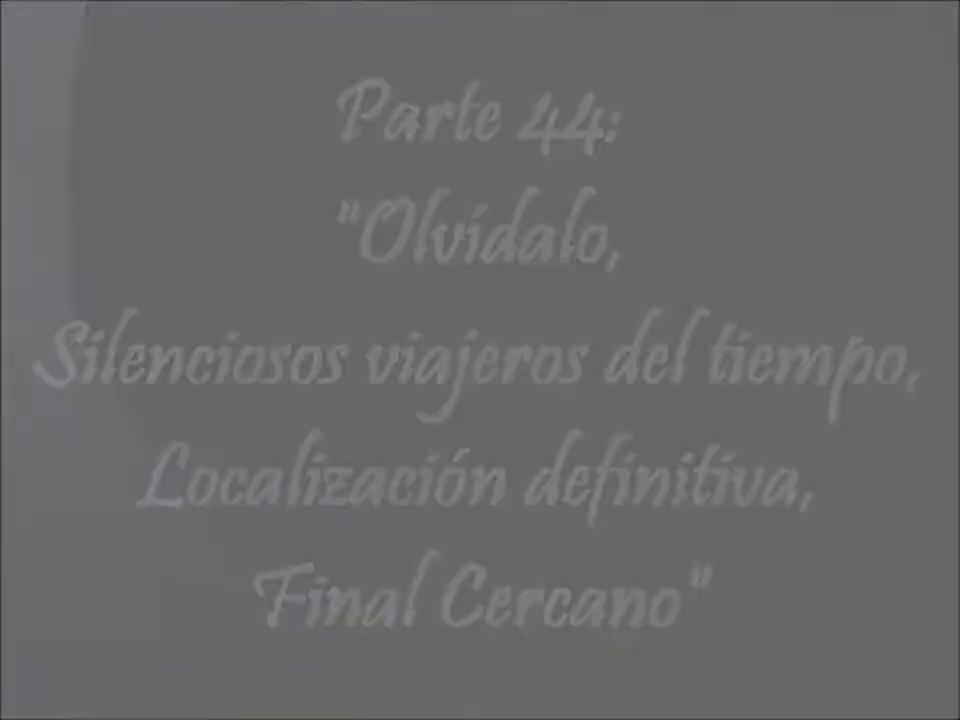 Parte 44:
"Olvídalo,
Silenciosos viajeros del tiempo,
Localización definitiva,
Final Cercano"